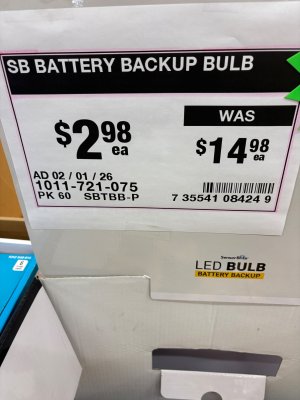 SB BATTERY BACKUP BULB
$2.98
ea
WAS
$14.98
ea
AD 02 / 01 / 26
1011-721-075
PK 60 SBTBB-P
7 35541 08424 9
LED BULB
BATTERY BACKUP